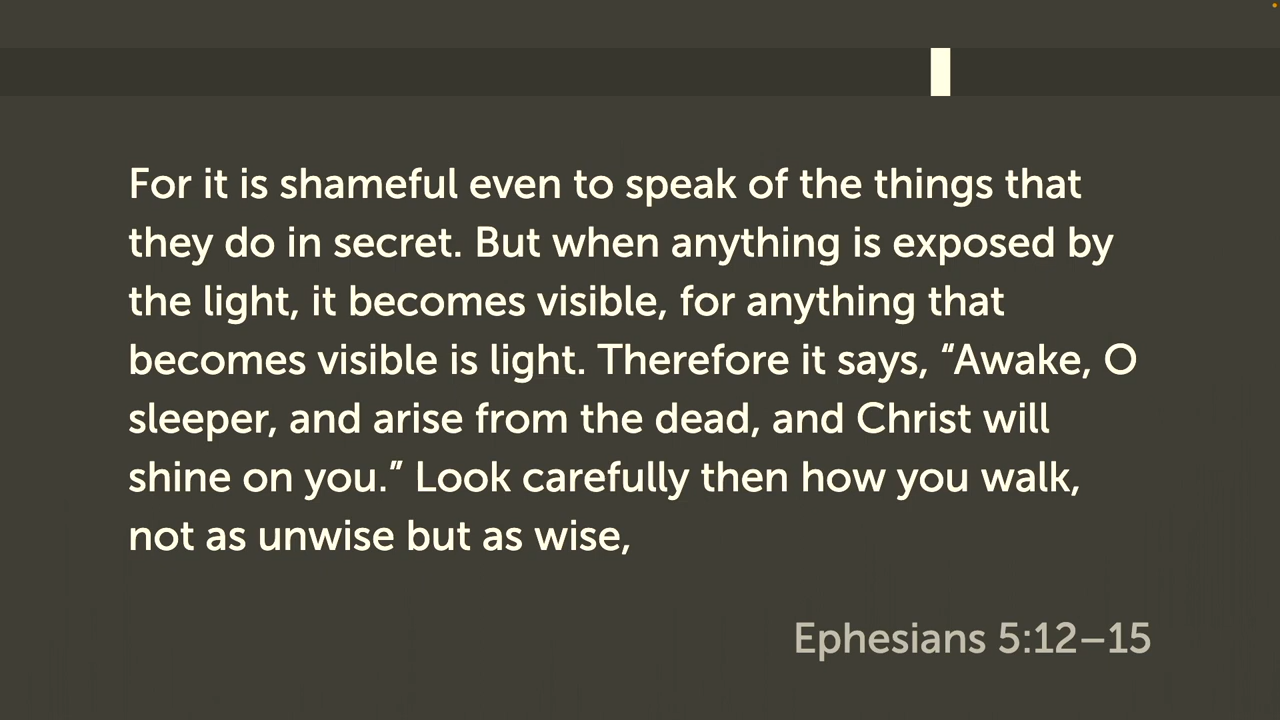 For it is shameful even to speak of the things that
they do in secret. But when anything is exposed by
the light, it becomes visible, for anything that
becomes visible is light. Therefore it says, “Awake, O
sleeper, and arise from the dead, and Christ will
shine on you.” Look carefully then how you walk,
not as unwise but as wise,
Ephesians 5:12–15